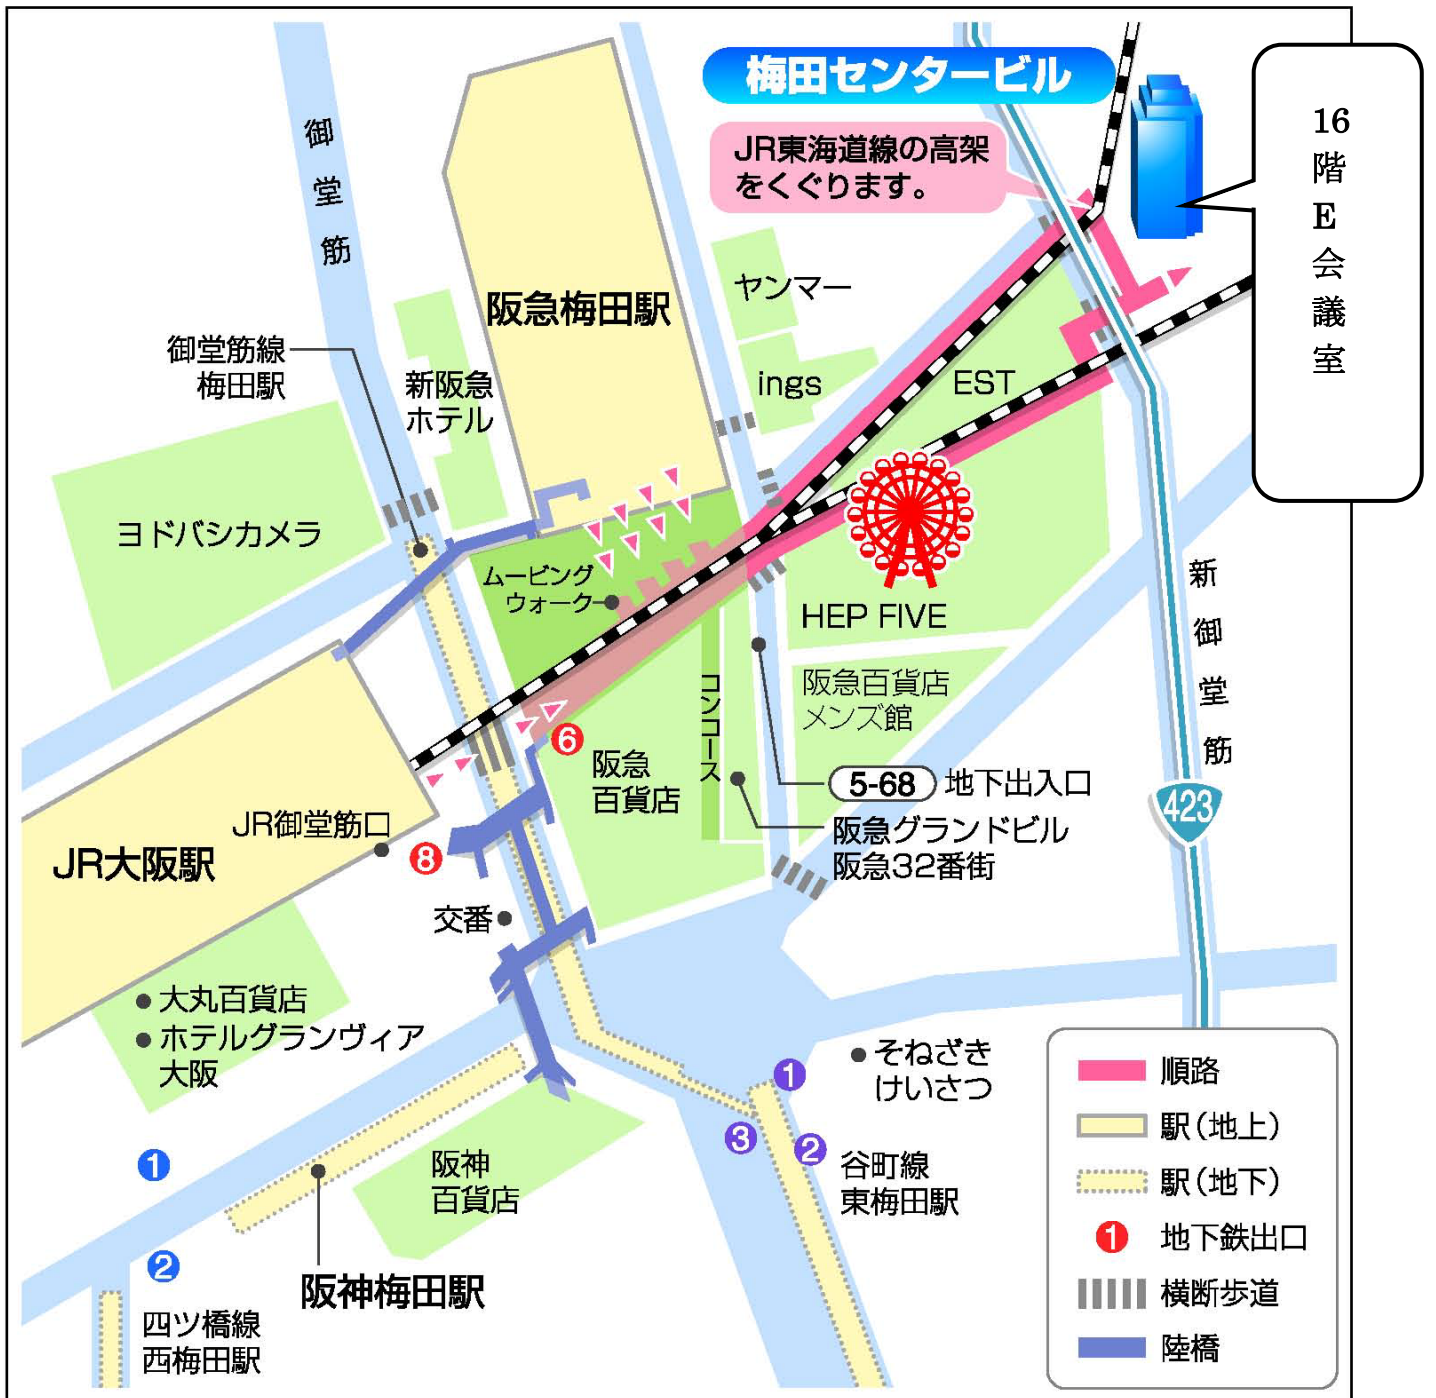 梅田センタービル
JR東海道線の高架
をくぐります。
16階E会議室
御堂筋
阪急梅田駅
ヤンマー
御堂筋線
梅田駅
新阪急
ホテル
ings
EST
ヨドバシカメラ
ムービング
ウォーク
HEP FIVE
新御堂筋
コンコース
阪急百貨店
メンズ館
6
阪急
百貨店
5-68 地下出入口
423
JR御堂筋口
阪急グランドビル
阪急32番街
JR大阪駅
8
交番
大丸百貨店
ホテルグランヴィア
大阪
そねざき
けいさつ
1
3
2
谷町線
東梅田駅
1
阪神
百貨店
2
阪神梅田駅
四ツ橋線
西梅田駅
順路
駅(地上)
駅(地下)
1 地下鉄出口
横断歩道
陸橋